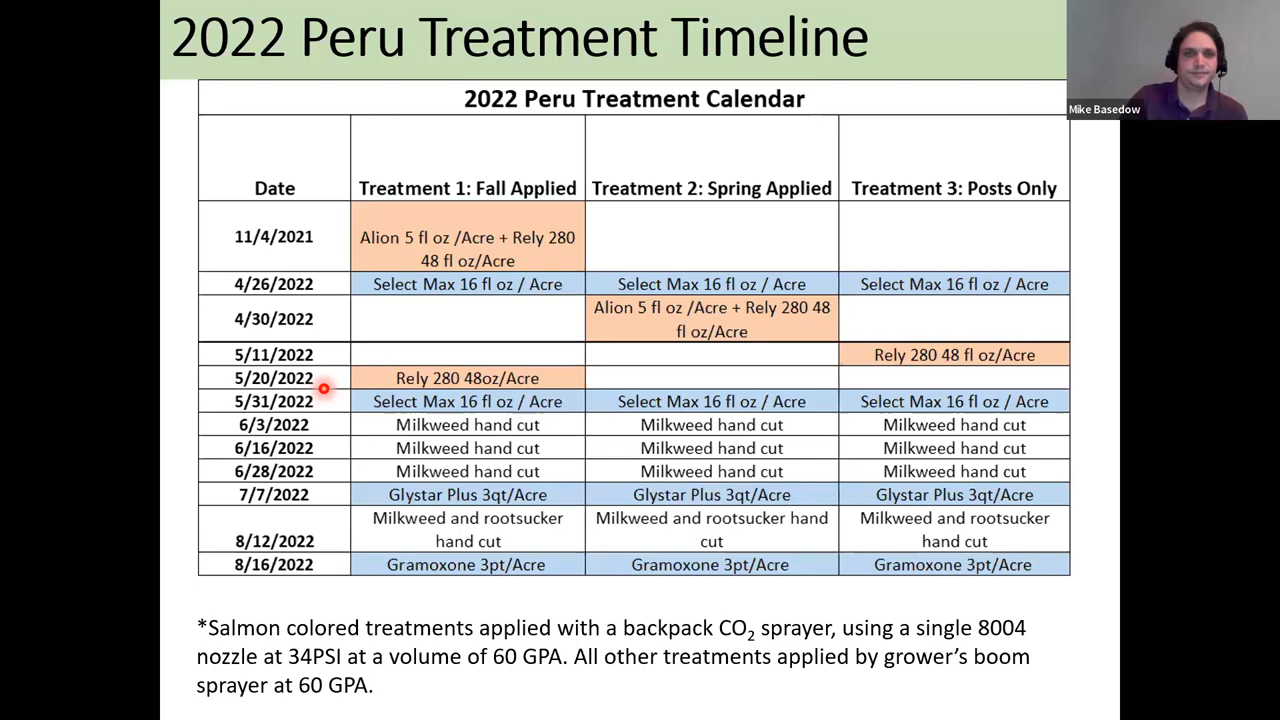 2022 Peru Treatment Timeline
Mike Basedow
2022 Peru Treatment Calendar
Date
Treatment 1: Fall Applied
Treatment 2: Spring Applied
Treatment 3: Posts Only
11/4/2021
Alion 5 fl oz /Acre + Rely 280
48 fl oz/Acre
4/26/2022
Select Max 16 fl oz / Acre
Select Max 16 fl oz / Acre
Select Max 16 fl oz / Acre
4/30/2022
Alion 5 fl oz /Acre + Rely 280 48
fl oz/Acre
5/11/2022
Rely 280 48 fl oz/Acre
5/20/2022
Rely 280 48oz/Acre
5/31/2022
Select Max 16 fl oz / Acre
Select Max 16 fl oz / Acre
Select Max 16 fl oz / Acre
6/3/2022
Milkweed hand cut
Milkweed hand cut
Milkweed hand cut
6/16/2022
Milkweed hand cut
Milkweed hand cut
Milkweed hand cut
6/28/2022
Milkweed hand cut
Milkweed hand cut
Milkweed hand cut
7/7/2022
Glystar Plus 3qt/Acre
Glystar Plus 3qt/Acre
Glystar Plus 3qt/Acre
8/12/2022
Milkweed and rootsucker
hand cut
Milkweed and rootsucker hand
cut
Milkweed and rootsucker
hand cut
8/16/2022
Gramoxone 3pt/Acre
Gramoxone 3pt/Acre
Gramoxone 3pt/Acre
*Salmon colored treatments applied with a backpack CO₂ sprayer, using a single 8004
nozzle at 34PSI at a volume of 60 GPA. All other treatments applied by grower's boom
sprayer at 60 GPA.